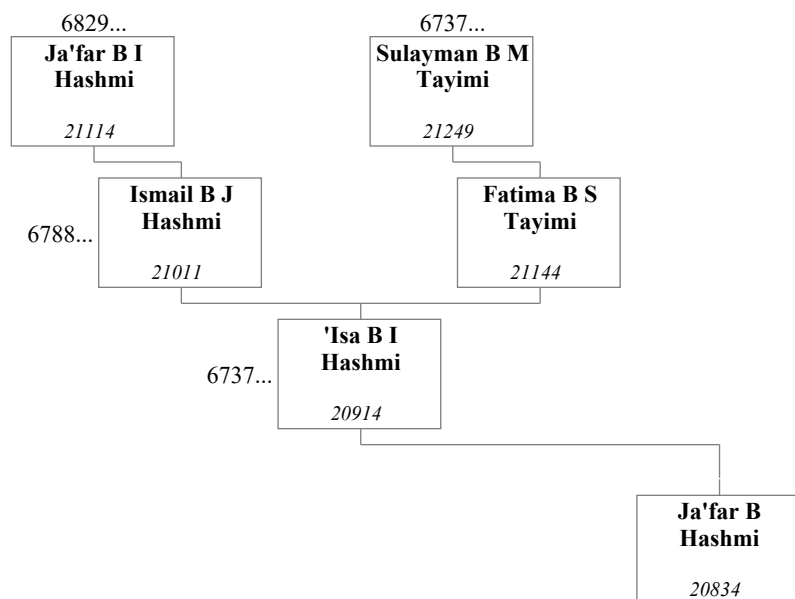 6829...
Ja'far B I
Hashmi
21114
6737...
Sulayman B M
Tayimi
21249
6788...
Ismail B J
Hashmi
21011
Fatima B S
Tayimi
21144
6737...
'Isa B I
Hashmi
20914
Ja'far B
Hashmi
20834